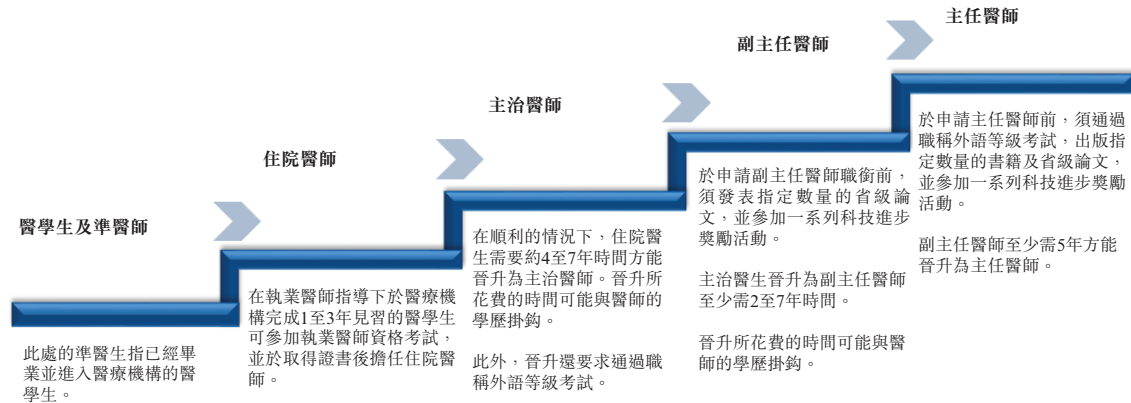 醫學生及準醫師
此處的準醫生指已經畢
業並進入醫療機構的醫
學生。
住院醫師
在執業醫師指導下於醫療機
構完成1至3年見習的醫學生
可參加執業醫師資格考試，
並於取得證書後擔任住院醫
師。
主治醫師
在順利的情況下，住院醫
生需要約4至7年時間方能
晉升為主治醫師。晉升所
花費的時間可能與醫師的
學歷掛鈎。
此外，晉升還要求通過職
稱外語等級考試。
副主任醫師
於申請副主任醫師職銜前，
須發表指定數量的省級論
文，並參加一系列科技進步
獎勵活動。
主治醫生晉升為副主任醫師
至少需2至7年時間。
晉升所花費的時間可能與醫
師的學歷掛鈎。
主任醫師
於申請主任醫師前，須通過
職稱外語等級考試，出版指
定數量的書籍及省級論文，
並參加一系列科技進步獎勵
活動。
副主任醫師至少需5年方能
晉升為主任醫師。